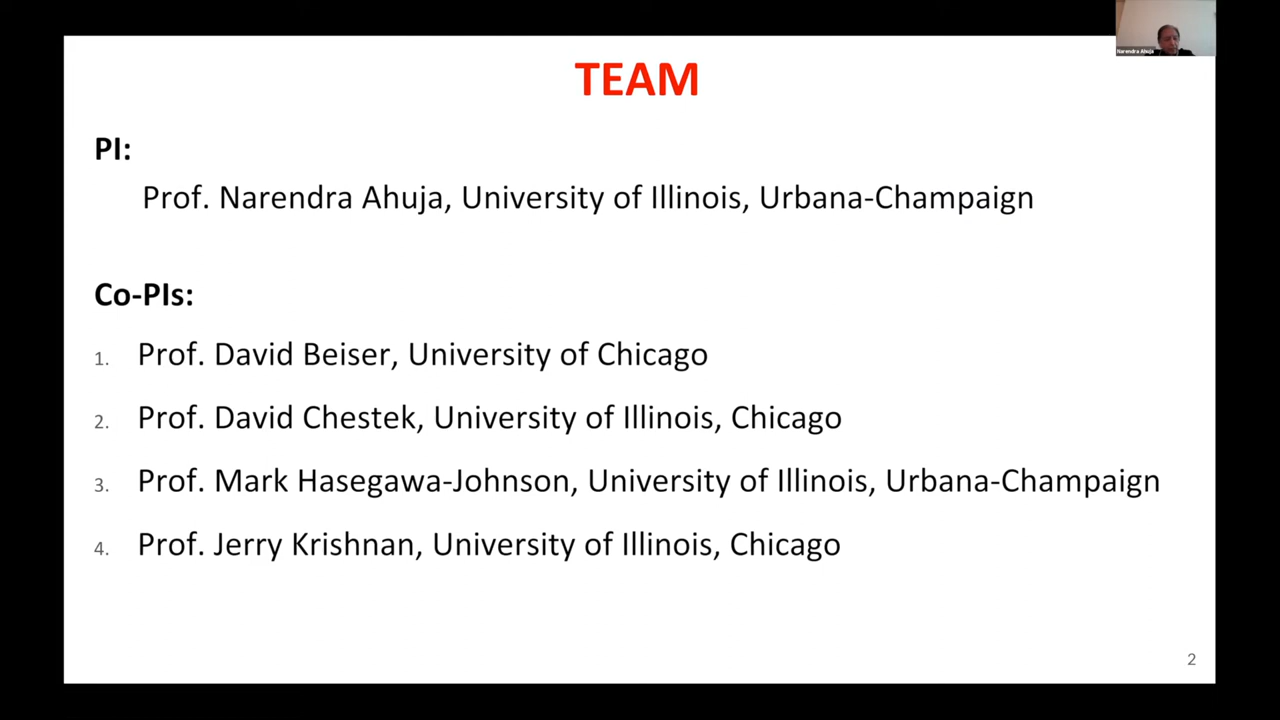 Narendra Ahuja
TEAM
PI:
Prof. Narendra Ahuja, University of Illinois, Urbana-Champaign
Co-PIs:
1. Prof. David Beiser, University of Chicago
2. Prof. David Chestek, University of Illinois, Chicago
3. Prof. Mark Hasegawa-Johnson, University of Illinois, Urbana-Champaign
4. Prof. Jerry Krishnan, University of Illinois, Chicago
2